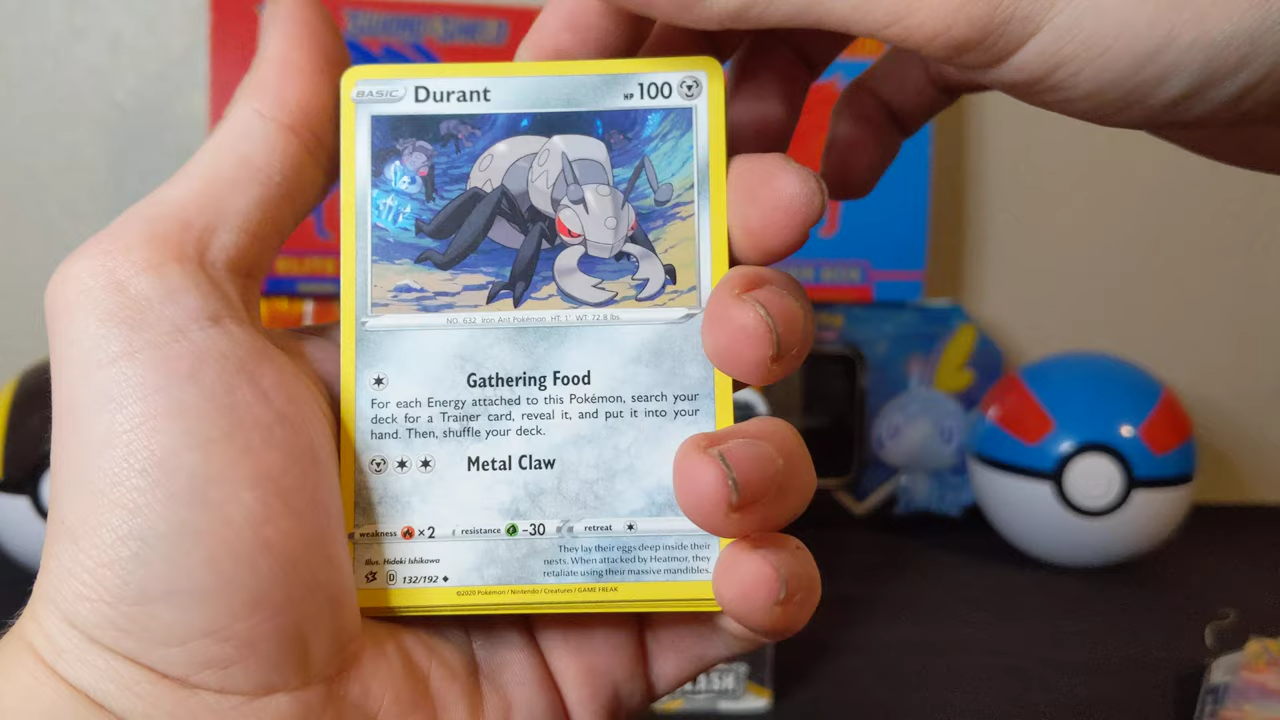 SWORD & SHIELD
BASIC Durant HP 100
NO. 632 Iron Ant Pokémon HT: 1' WT: 72.8 lbs.
Gathering Food
For each Energy attached to this Pokémon, search your
deck for a Trainer card, reveal it, and put it into your
hand. Then, shuffle your deck.
Metal Claw
weakness ×2 resistance -30 retreat
Illus. Hideki Ishikawa
D 132/192
They lay their eggs deep inside their
nests. When attacked by Heatmor, they
retaliate using their massive mandibles.
©2020 Pokémon / Nintendo / Creatures / GAME FREAK